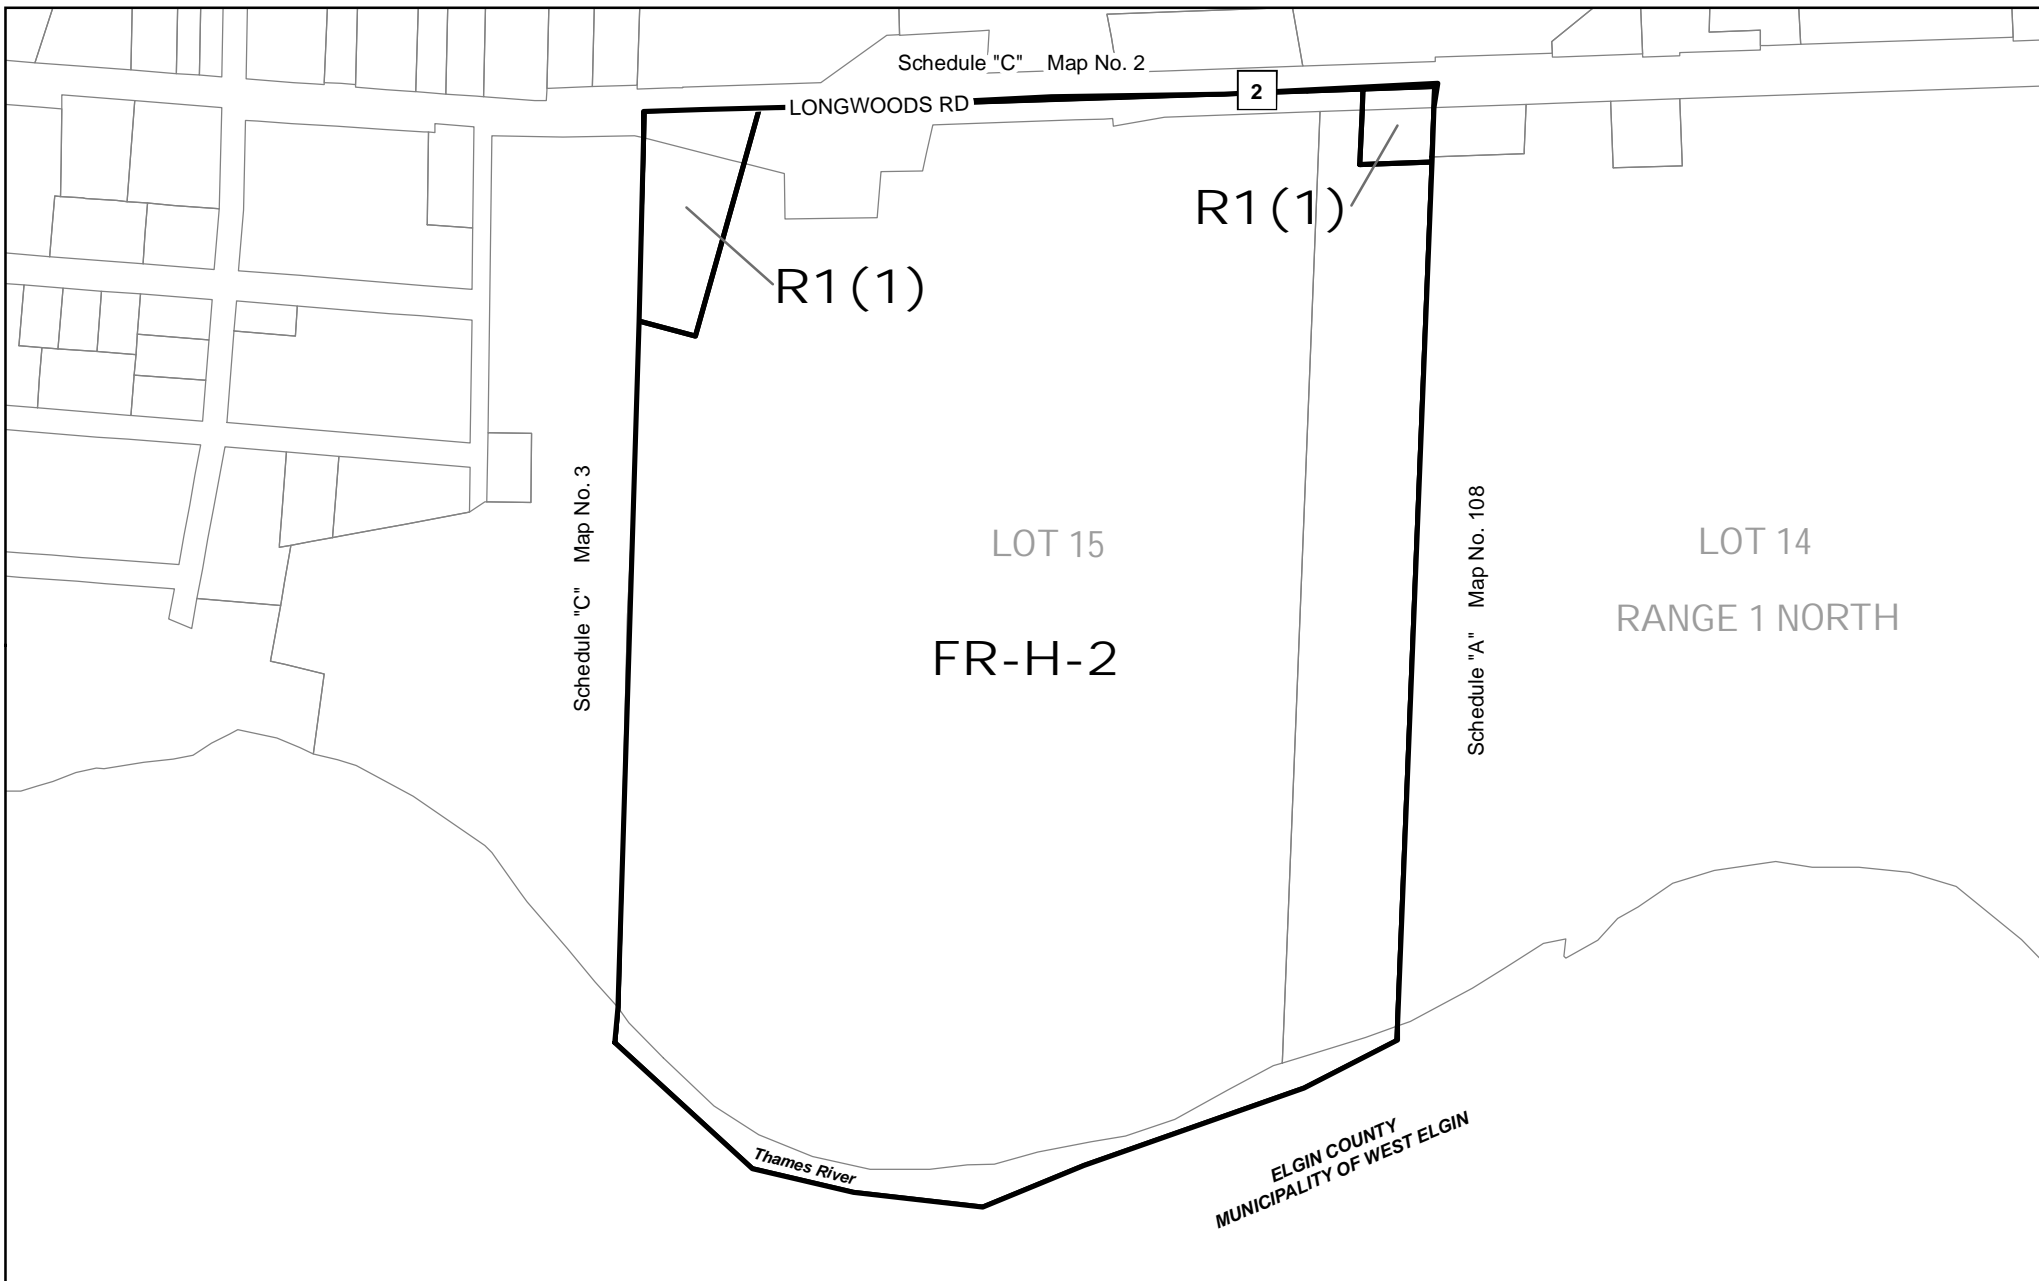 Schedule "C" Map No. 2
LONGWOODS RD
2
R1(1)
R1(1)
Schedule "C" Map No. 3
LOT 15
FR-H-2
Schedule "A" Map No. 108
LOT 14
RANGE 1 NORTH
Thames River
ELGIN COUNTY
MUNICIPALITY OF WEST ELGIN